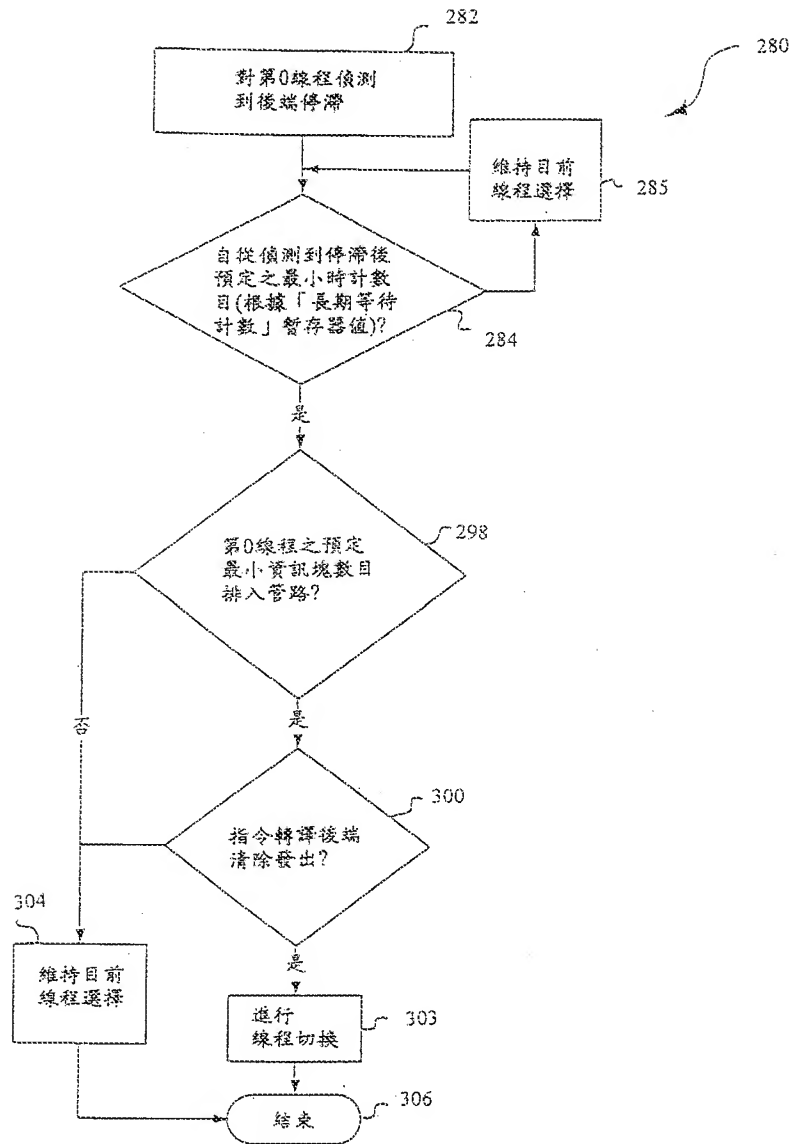 282
280
對第0線程偵測
到後端停滯
維持目前
線程選擇
285
自從偵測到停滯後
預定之最小時計數
目(根據「長期等待
計數」暫存器值)?
284
是
298
第0線程之預定
最小資訊塊數目
排入管路?
否
是
300
指令轉譯後端
清除發出?
304
維持目前
線程選擇
是
進行
線程切換
303
結束
306